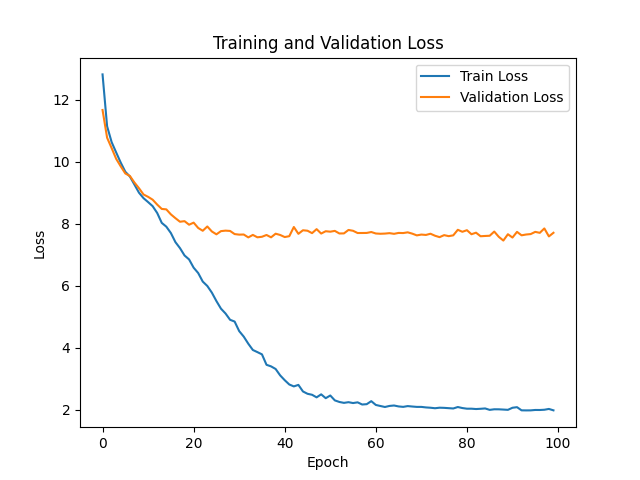 Training and Validation Loss
Train Loss
Validation Loss
12
10
8
6
4
2
Loss
0 20 40 60 80 100
Epoch